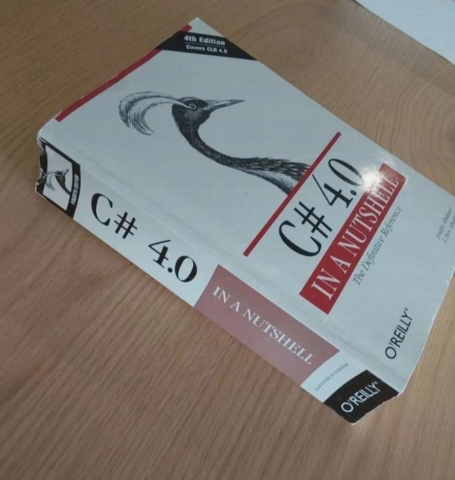 4th Edition
Covers CLR 4.0
C# 4.0
IN A NUTSHELL
The Definitive Reference
O'REILLY®
C# 4.0
IN A NUTSHELL
O'REILLY®